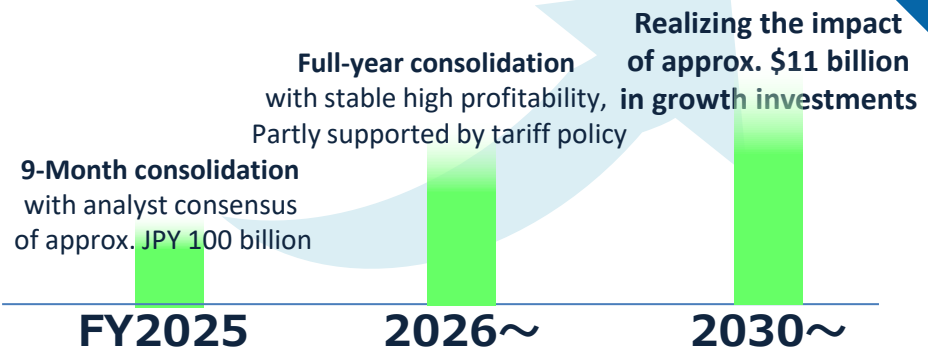 Realizing the impact
of approx. $11 billion
in growth investments
Full-year consolidation
with stable high profitability,
Partly supported by tariff policy
9-Month consolidation
with analyst consensus
of approx. JPY 100 billion
FY2025
2026～
2030～